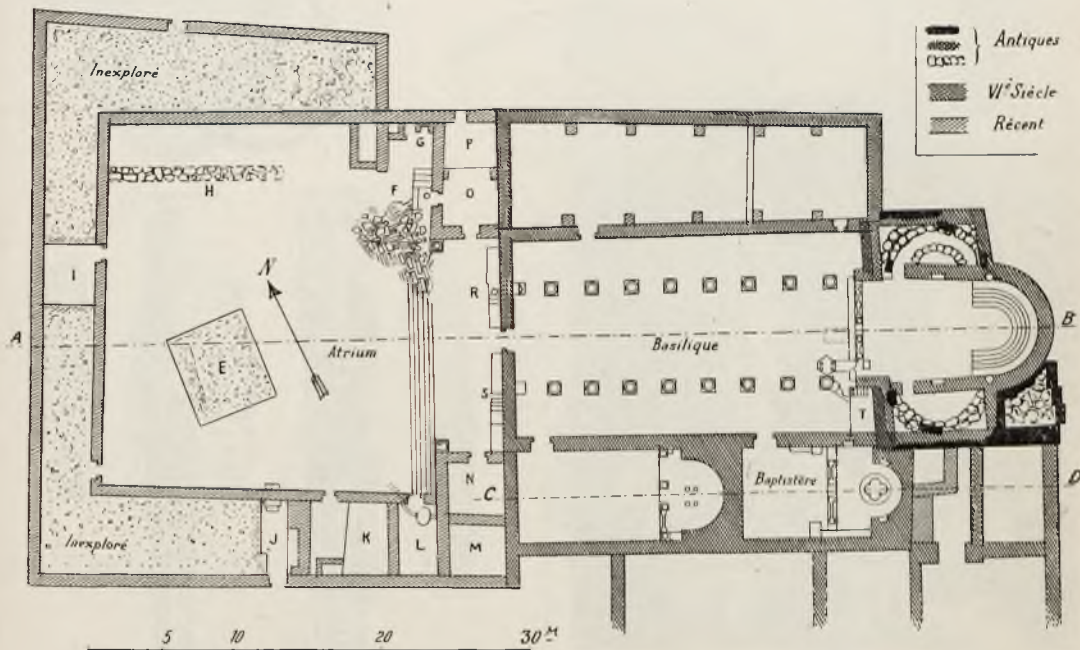 Antiques
VIe Siècle
Récent
Inexploré
G
P
F
O
H
N
I
R
A
Atrium
Basilique
B
E
S
T
N
C
Baptistère
D
Inexploré
J
K
L
M
5 10 20 30 M